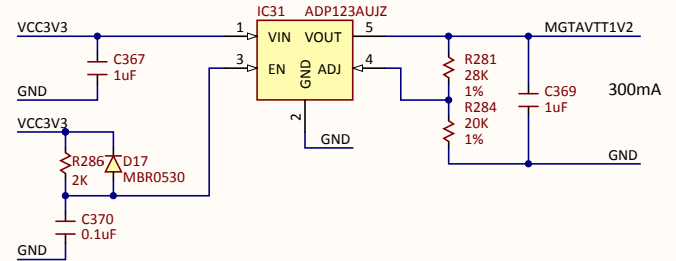 IC31 ADP123AUJZ
VCC3V3
1
VIN
VOUT
5
MGTAVTT1V2
C367
1uF
3
EN
GND
ADJ
4
R281
28K
1%
C369
1uF
300mA
GND
2
GND
R284
20K
1%
GND
VCC3V3
R286
2K
D17
MBR0530
C370
0.1uF
GND